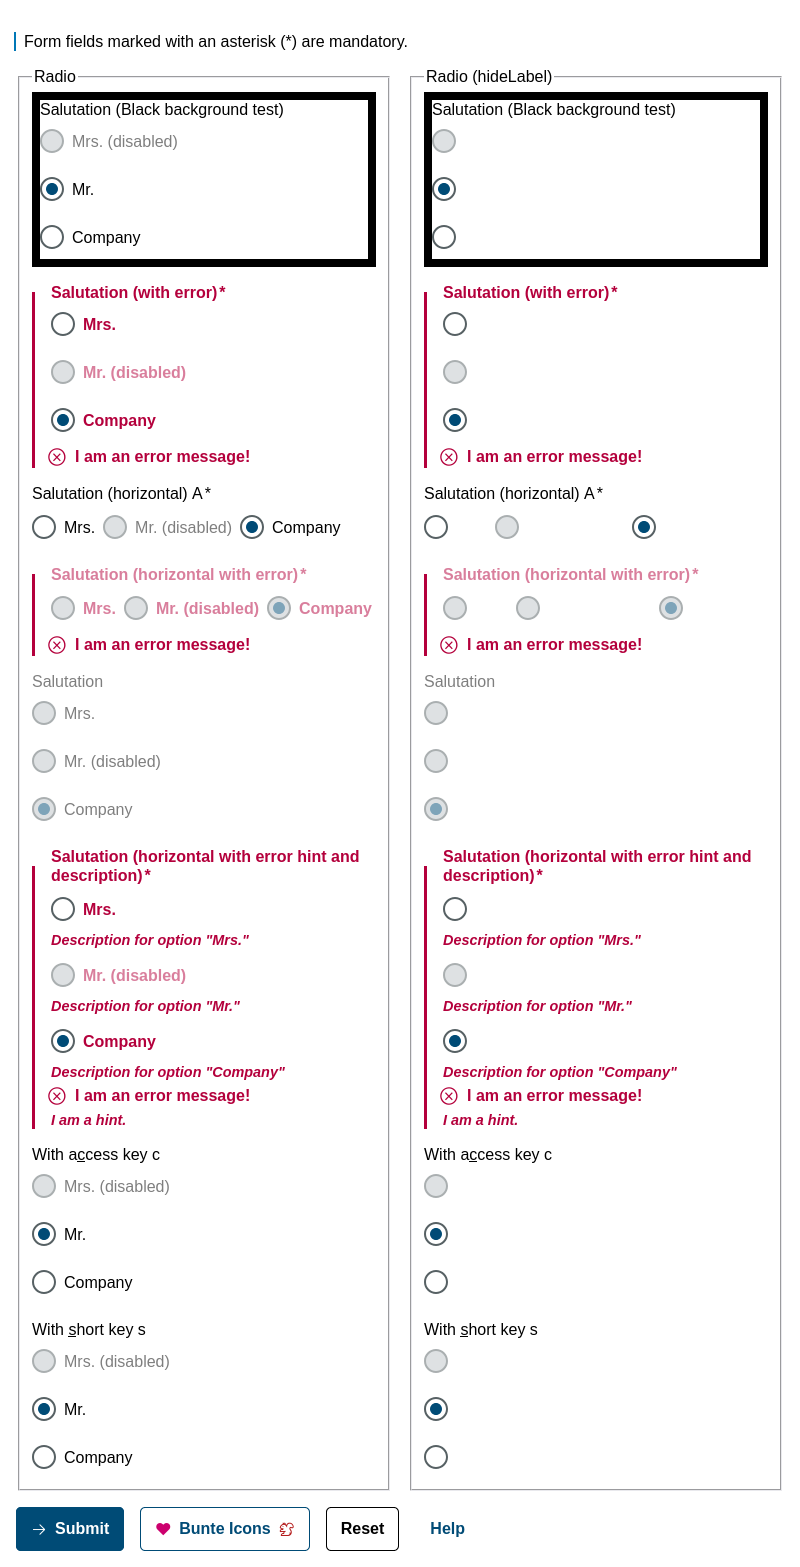 Form fields marked with an asterisk (*) are mandatory.
Radio
Salutation (Black background test)
Mrs. (disabled)
Mr.
Company
Salutation (with error)*
Mrs.
Mr. (disabled)
Company
I am an error message!
Salutation (horizontal) A*
Mrs. Mr. (disabled) Company
Salutation (horizontal with error)*
Mrs. Mr. (disabled) Company
I am an error message!
Salutation
Mrs.
Mr. (disabled)
Company
Salutation (horizontal with error hint and
description)*
Mrs.
Description for option "Mrs."
Mr. (disabled)
Description for option "Mr."
Company
Description for option "Company"
I am an error message!
I am a hint.
With access key c
Mrs. (disabled)
Mr.
Company
With short key s
Mrs. (disabled)
Mr.
Company
Radio (hideLabel)
Salutation (Black background test)
Salutation (with error)*
I am an error message!
Salutation (horizontal) A*
Salutation (horizontal with error)*
I am an error message!
Salutation
Salutation (horizontal with error hint and
description)*
Description for option "Mrs."
Description for option "Mr."
Description for option "Company"
I am an error message!
I am a hint.
With access key c
With short key s
Submit Bunte Icons Reset Help